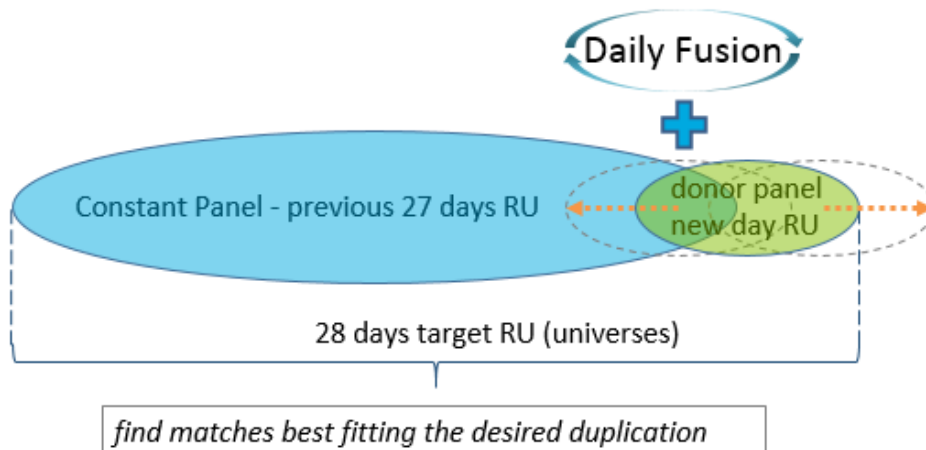 Daily Fusion
Constant Panel - previous 27 days RU
donor panel
new day RU
28 days target RU (universes)
find matches best fitting the desired duplication